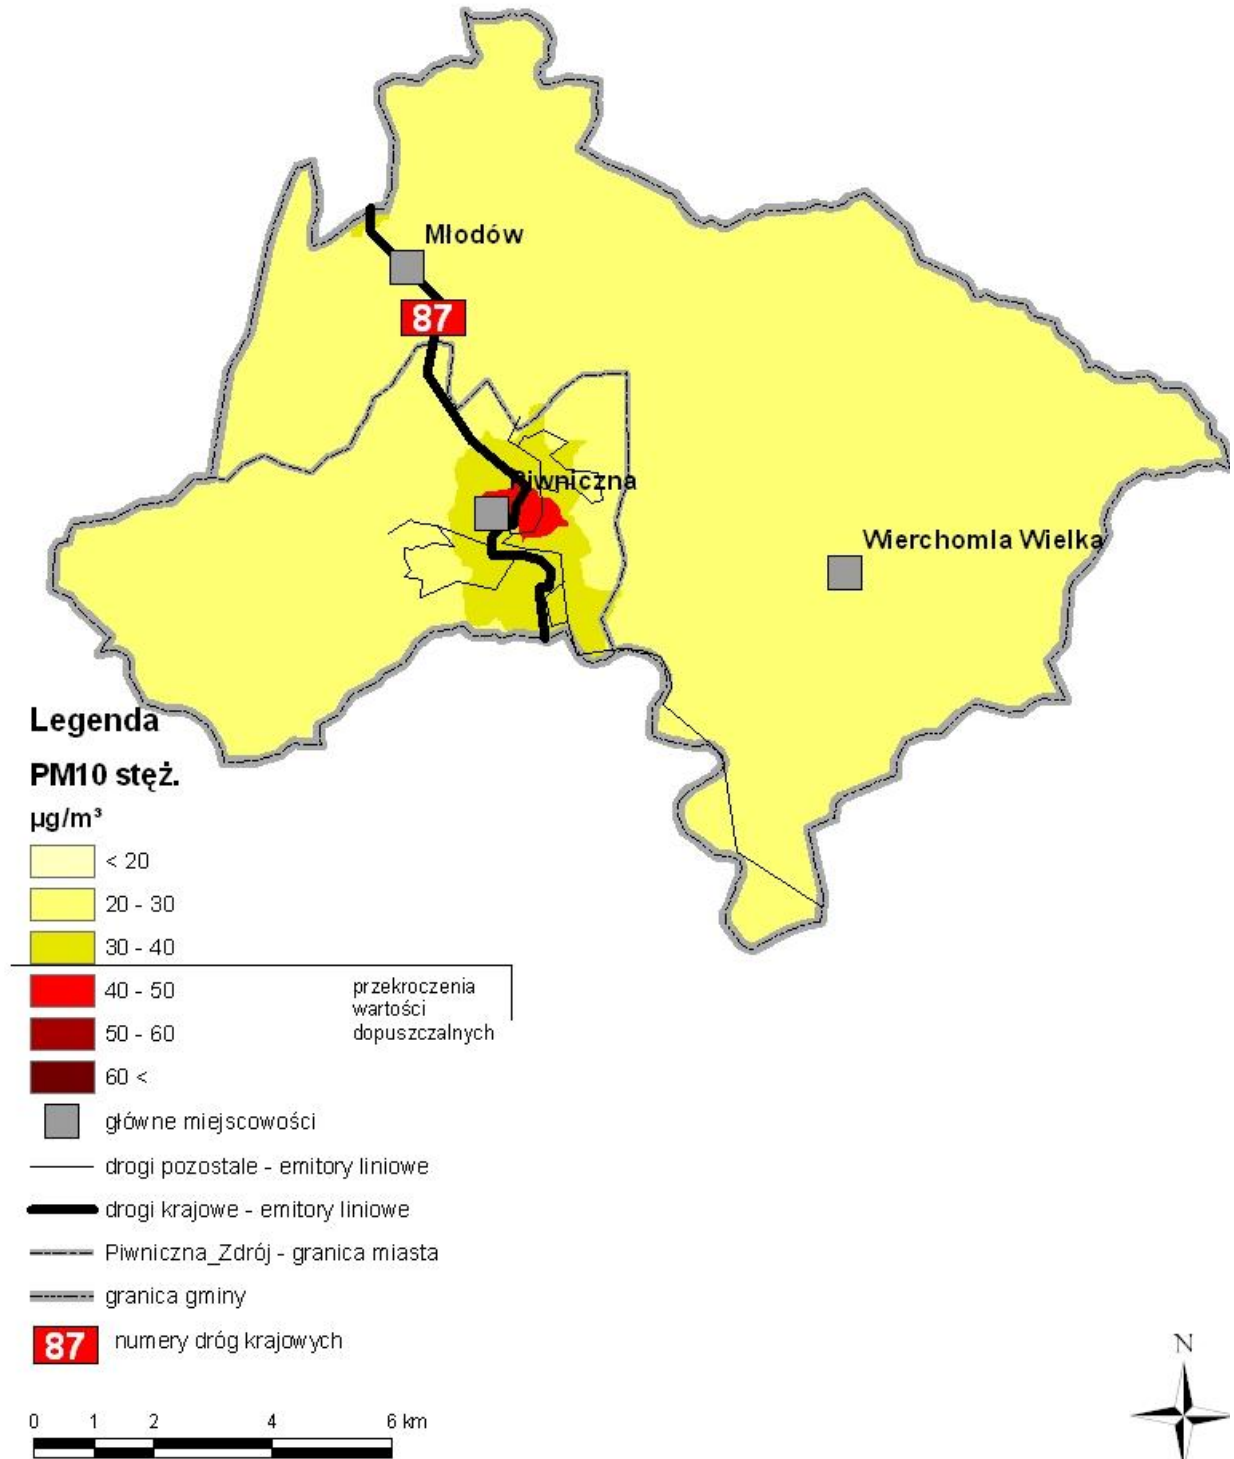 Młodów
87
Piwniczna
Wierchomla Wielka
Legenda
PM10 stęż.
µg/m³
< 20
20 - 30
30 - 40
40 - 50
50 - 60
60 <
przekroczenia
wartości
dopuszczalnych
główne miejscowości
drogi pozostałe - emitory liniowe
drogi krajowe - emitory liniowe
Piwniczna_Zdrój - granica miasta
granica gminy
87 numery dróg krajowych
0 1 2 4 6 km
N